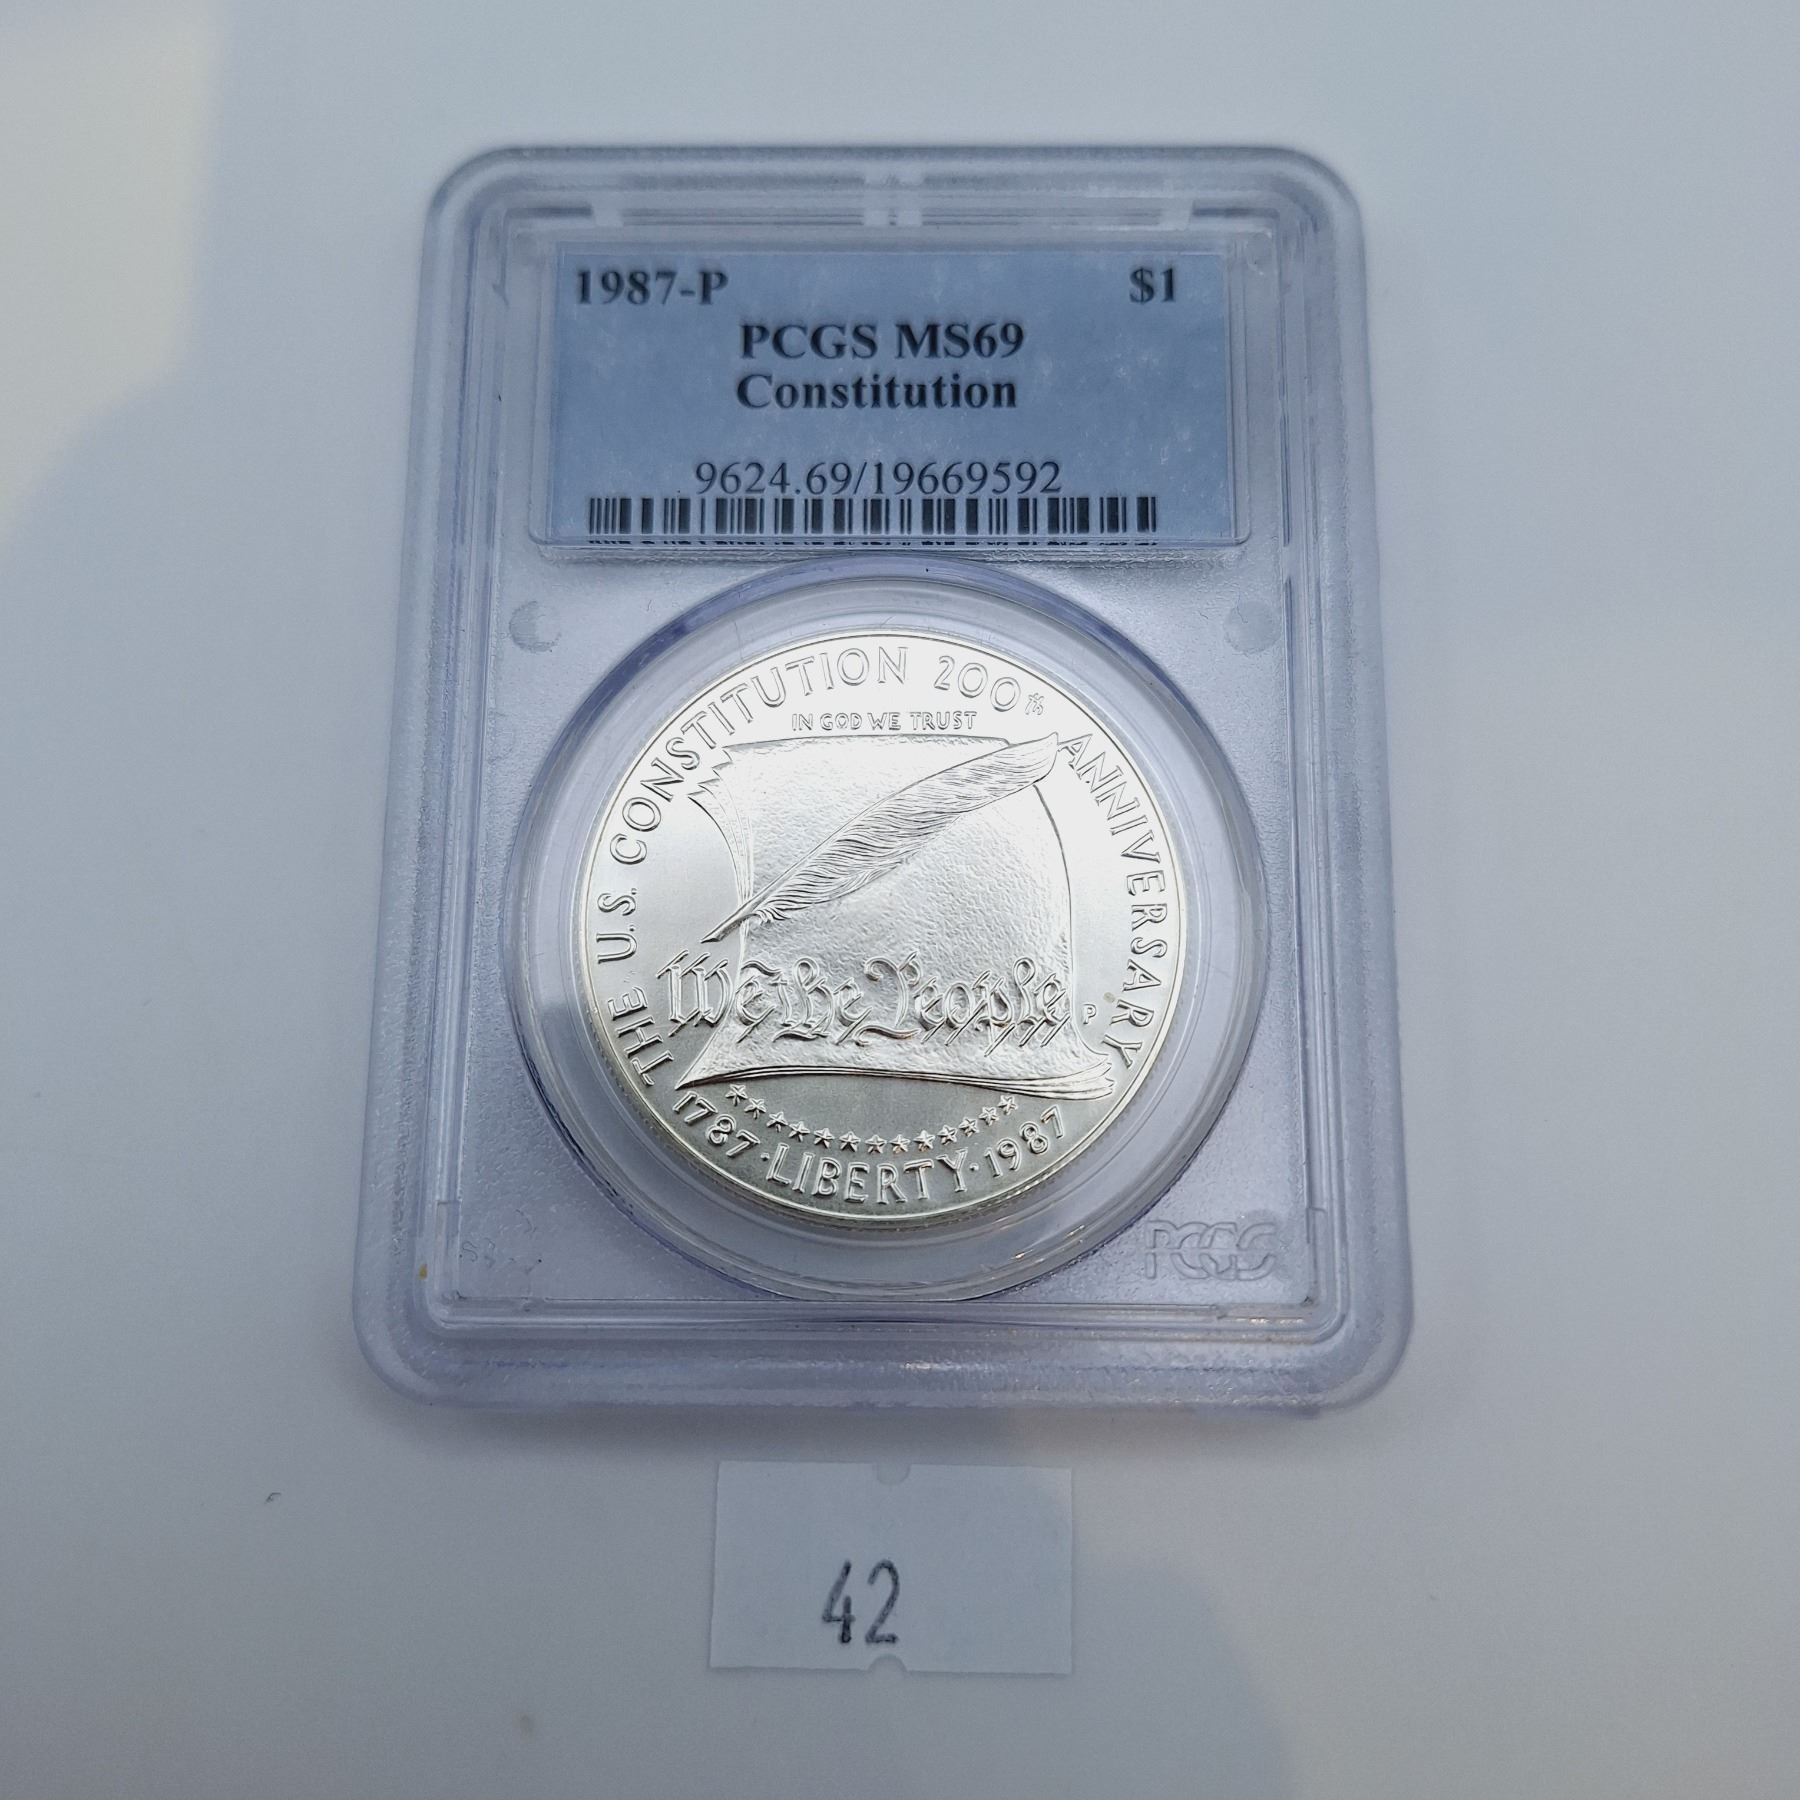 1987-P $1
PCGS MS69
Constitution
9624.69/19669592
THE U.S. CONSTITUTION 200th ANNIVERSARY
IN GOD WE TRUST
We the People
P
1787 · LIBERTY · 1987
PCGS
42